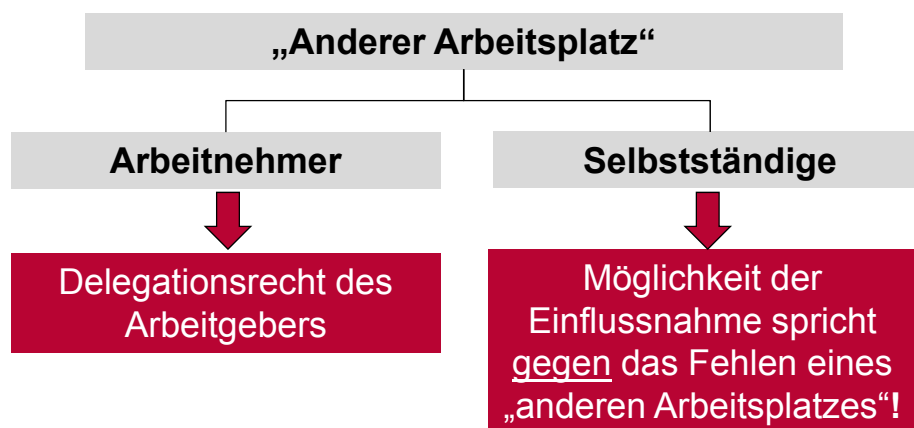 „Anderer Arbeitsplatz“
Arbeitnehmer
Delegationsrecht des
Arbeitgebers
Selbstständige
Möglichkeit der
Einflussnahme spricht
gegen das Fehlen eines
„anderen Arbeitsplatzes“!